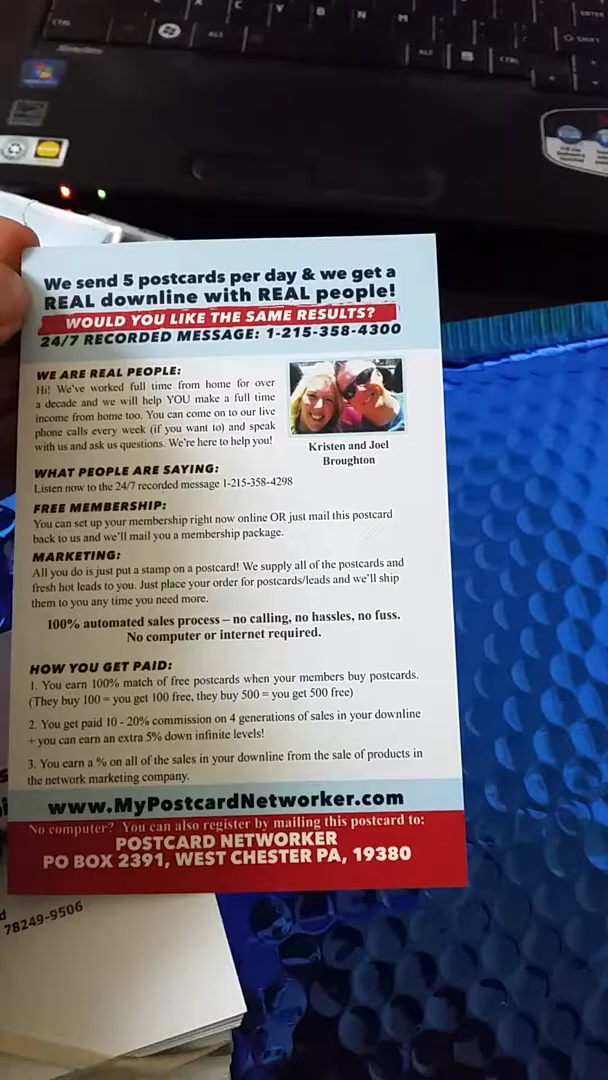 We send 5 postcards per day & we get a
REAL downline with REAL people!
WOULD YOU LIKE THE SAME RESULTS?
24/7 RECORDED MESSAGE: 1-215-358-4300
WE ARE REAL PEOPLE:
Hi! We've worked full time from home for over
a decade and we will help YOU make a full time
income from home too. You can come on to our live
phone calls every week (if you want to) and speak
with us and ask us questions. We're here to help you!
Kristen and Joel
Broughton
WHAT PEOPLE ARE SAYING:
Listen now to the 24/7 recorded message 1-215-358-4298
FREE MEMBERSHIP:
You can set up your membership right now online OR just mail this postcard
back to us and we'll mail you a membership package.
MARKETING:
All you do is just put a stamp on a postcard! We supply all of the postcards and
fresh hot leads to you. Just place your order for postcards/leads and we'll ship
them to you any time you need more.
100% automated sales process – no calling, no hassles, no fuss.
No computer or internet required.
HOW YOU GET PAID:
1. You earn 100% match of free postcards when your members buy postcards.
(They buy 100 = you get 100 free, they buy 500 = you get 500 free)
2. You get paid 10 - 20% commission on 4 generations of sales in your downline
+ you can earn an extra 5% down infinite levels!
3. You earn a % on all of the sales in your downline from the sale of products in
the network marketing company.
www.MyPostcardNetworker.com
No computer? You can also register by mailing this postcard to:
POSTCARD NETWORKER
PO BOX 2391, WEST CHESTER PA, 19380
78249-9506